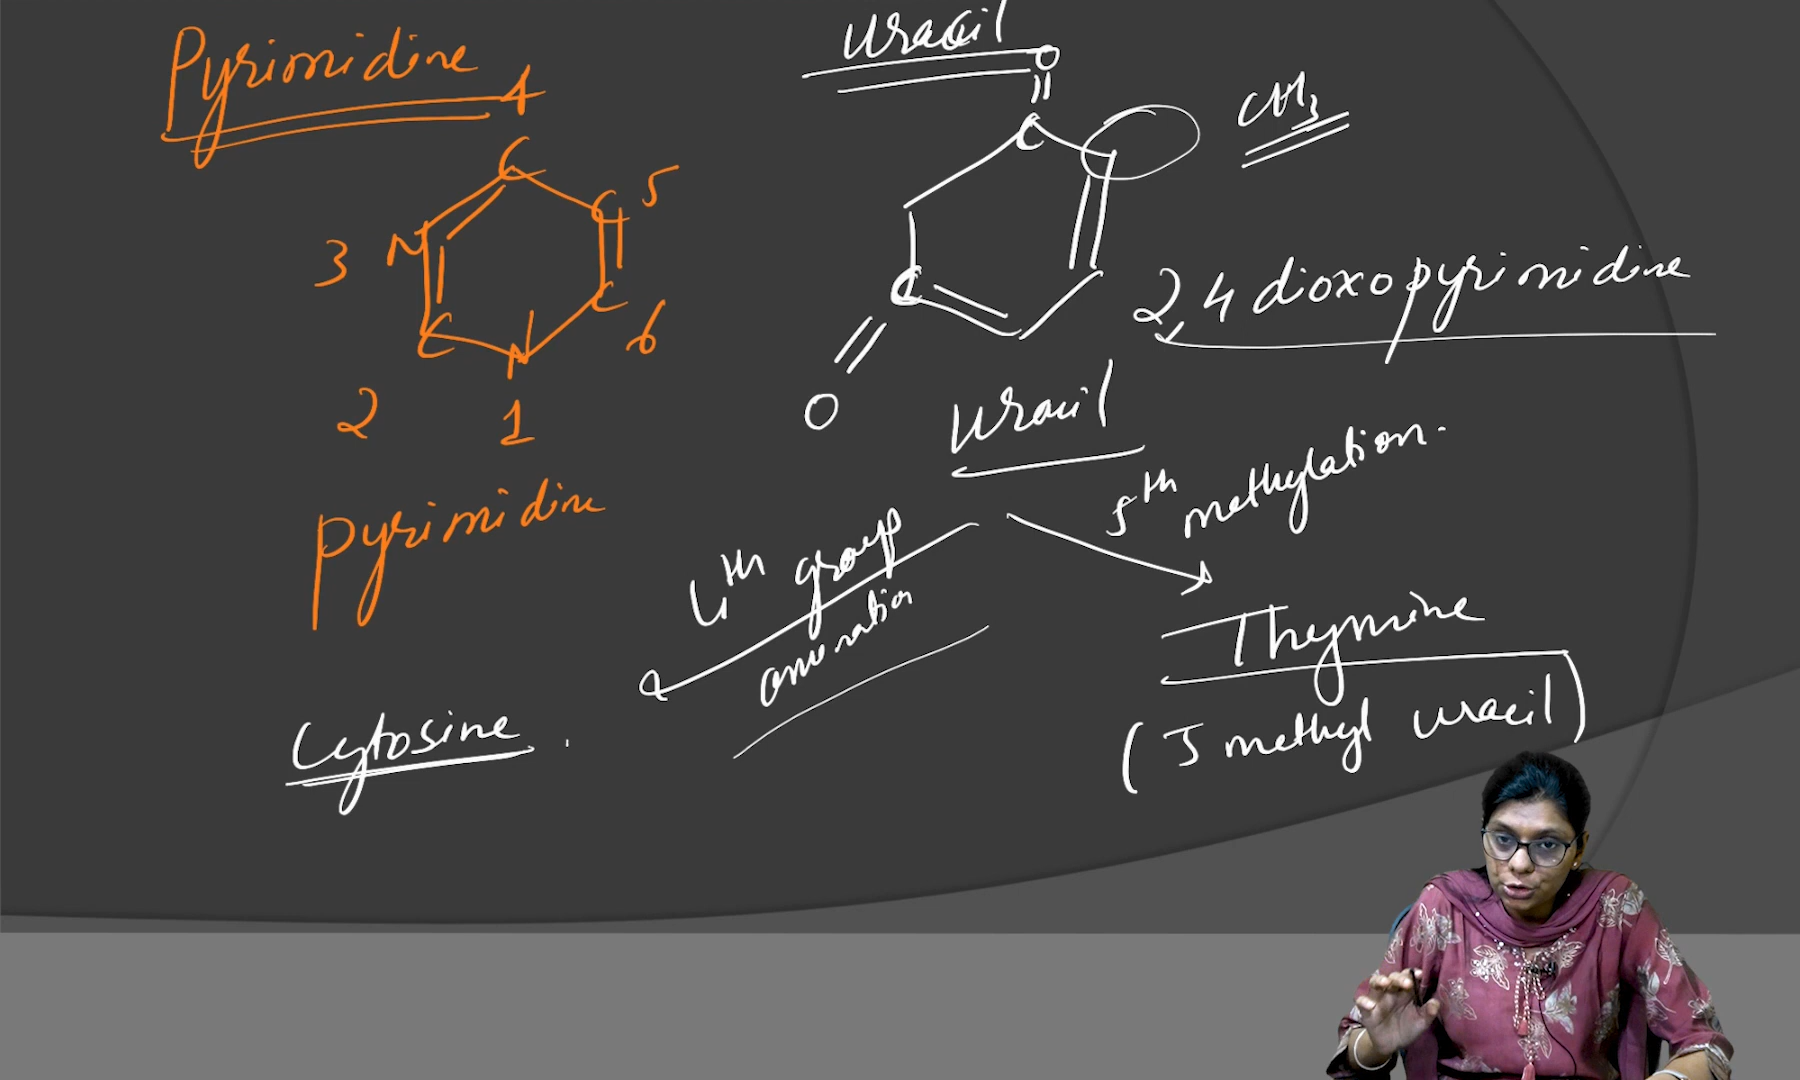 Pyrimidine
4
C
C 5
3 N
C
C 6
N
2 1
Pyrimidine
Uracil
O
C
CH3
C
O
2,4 dioxopyrimidine
Uracil
4th group
amination
5th methylation.
Cytosine.
Thymine
(5 methyl uracil)